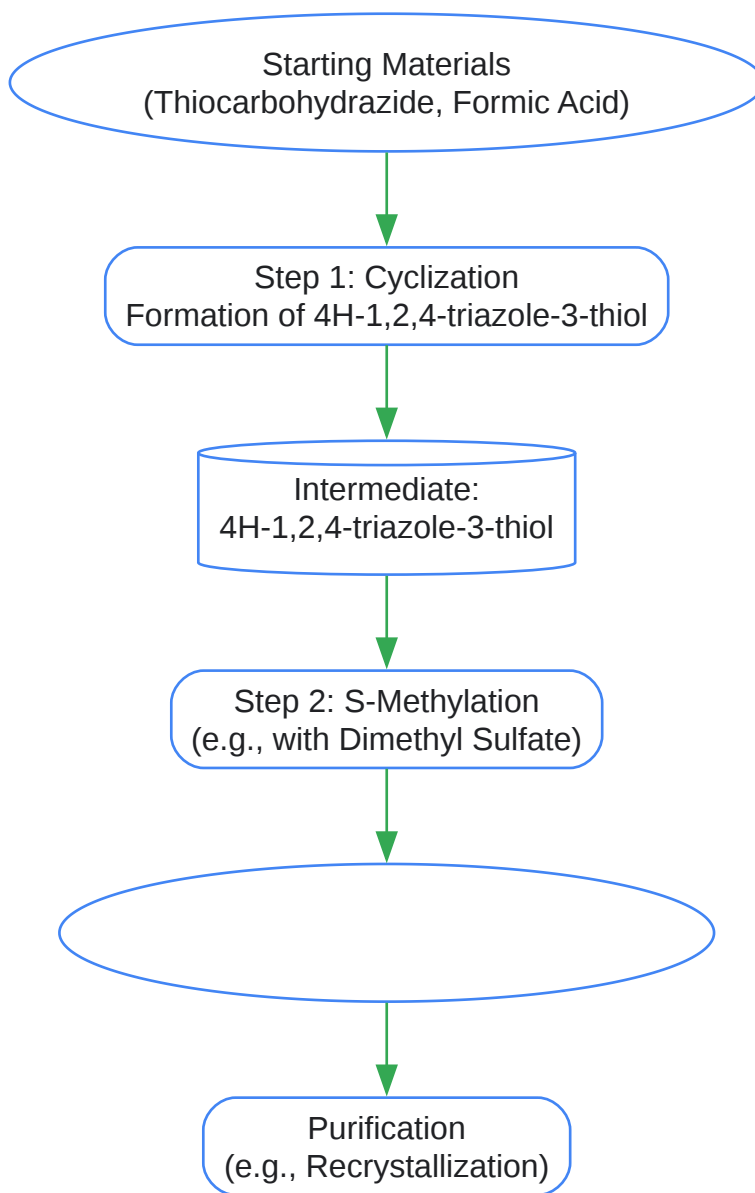 Starting Materials
(Thiocarbohydrazide, Formic Acid)
Step 1: Cyclization
Formation of 4H-1,2,4-triazole-3-thiol
Intermediate:
4H-1,2,4-triazole-3-thiol
Step 2: S-Methylation
(e.g., with Dimethyl Sulfate)
Purification
(e.g., Recrystallization)